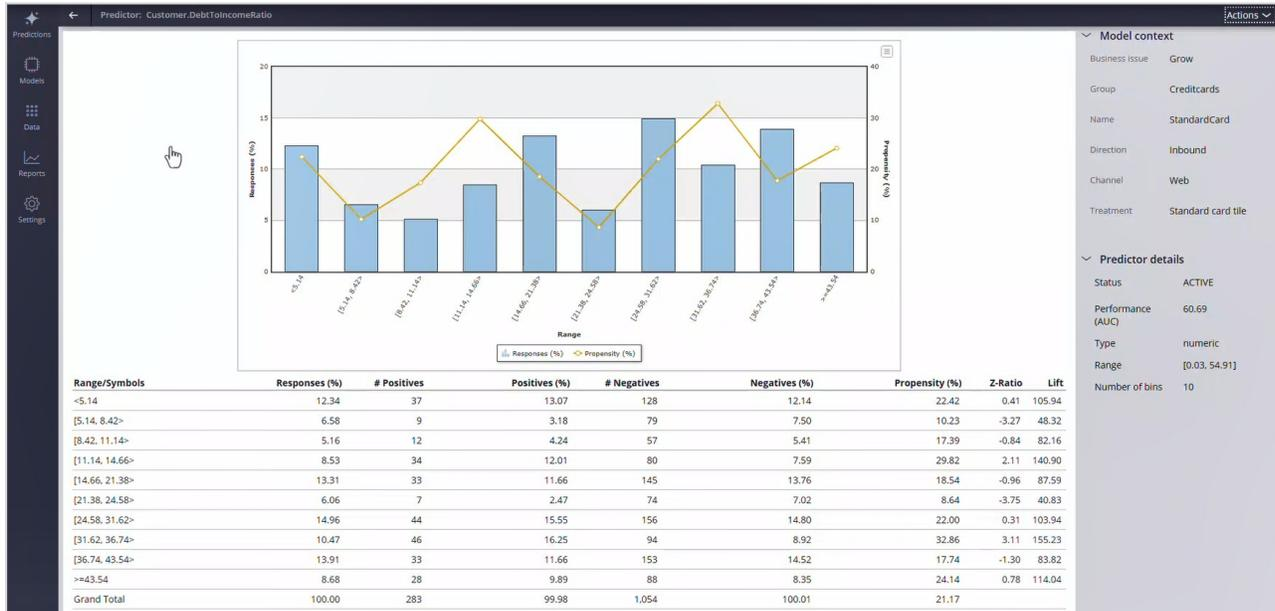 Predictor: Customer.DebtToIncomeRatio
Actions
Predictions
Models
Data
Reports
Settings
20
15
10
5
0
Responses (%)
40
30
20
10
0
Propensity (%)
<5.14
[5.14, 8.42>
[8.42, 11.14>
[11.14, 14.66>
[14.66, 21.38>
[21.38, 24.58>
[24.58, 31.62>
[31.62, 36.74>
[36.74, 43.54>
>=43.54
Range
Responses (%) Propensity (%)
Range/Symbols Responses (%) # Positives Positives (%) # Negatives Negatives (%) Propensity (%) Z-Ratio Lift
<5.14 12.34 37 13.07 128 12.14 22.42 0.41 105.94
[5.14, 8.42> 6.58 9 3.18 79 7.50 10.23 -3.27 48.32
[8.42, 11.14> 5.16 12 4.24 57 5.41 17.39 -0.84 82.16
[11.14, 14.66> 8.53 34 12.01 80 7.59 29.82 2.11 140.90
[14.66, 21.38> 13.31 33 11.66 145 13.76 18.54 -0.96 87.59
[21.38, 24.58> 6.06 7 2.47 74 7.02 8.64 -3.75 40.83
[24.58, 31.62> 14.96 44 15.55 156 14.80 22.00 0.31 103.94
[31.62, 36.74> 10.47 46 16.25 94 8.92 32.86 3.11 155.23
[36.74, 43.54> 13.91 33 11.66 153 14.52 17.74 -1.30 83.82
>=43.54 8.68 28 9.89 88 8.35 24.14 0.78 114.04
Grand Total 100.00 283 99.98 1,054 100.01 21.17
Model context
Business issue Grow
Group Creditcards
Name StandardCard
Direction Inbound
Channel Web
Treatment Standard card tile
Predictor details
Status ACTIVE
Performance (AUC) 60.69
Type numeric
Range [0.03, 54.91]
Number of bins 10